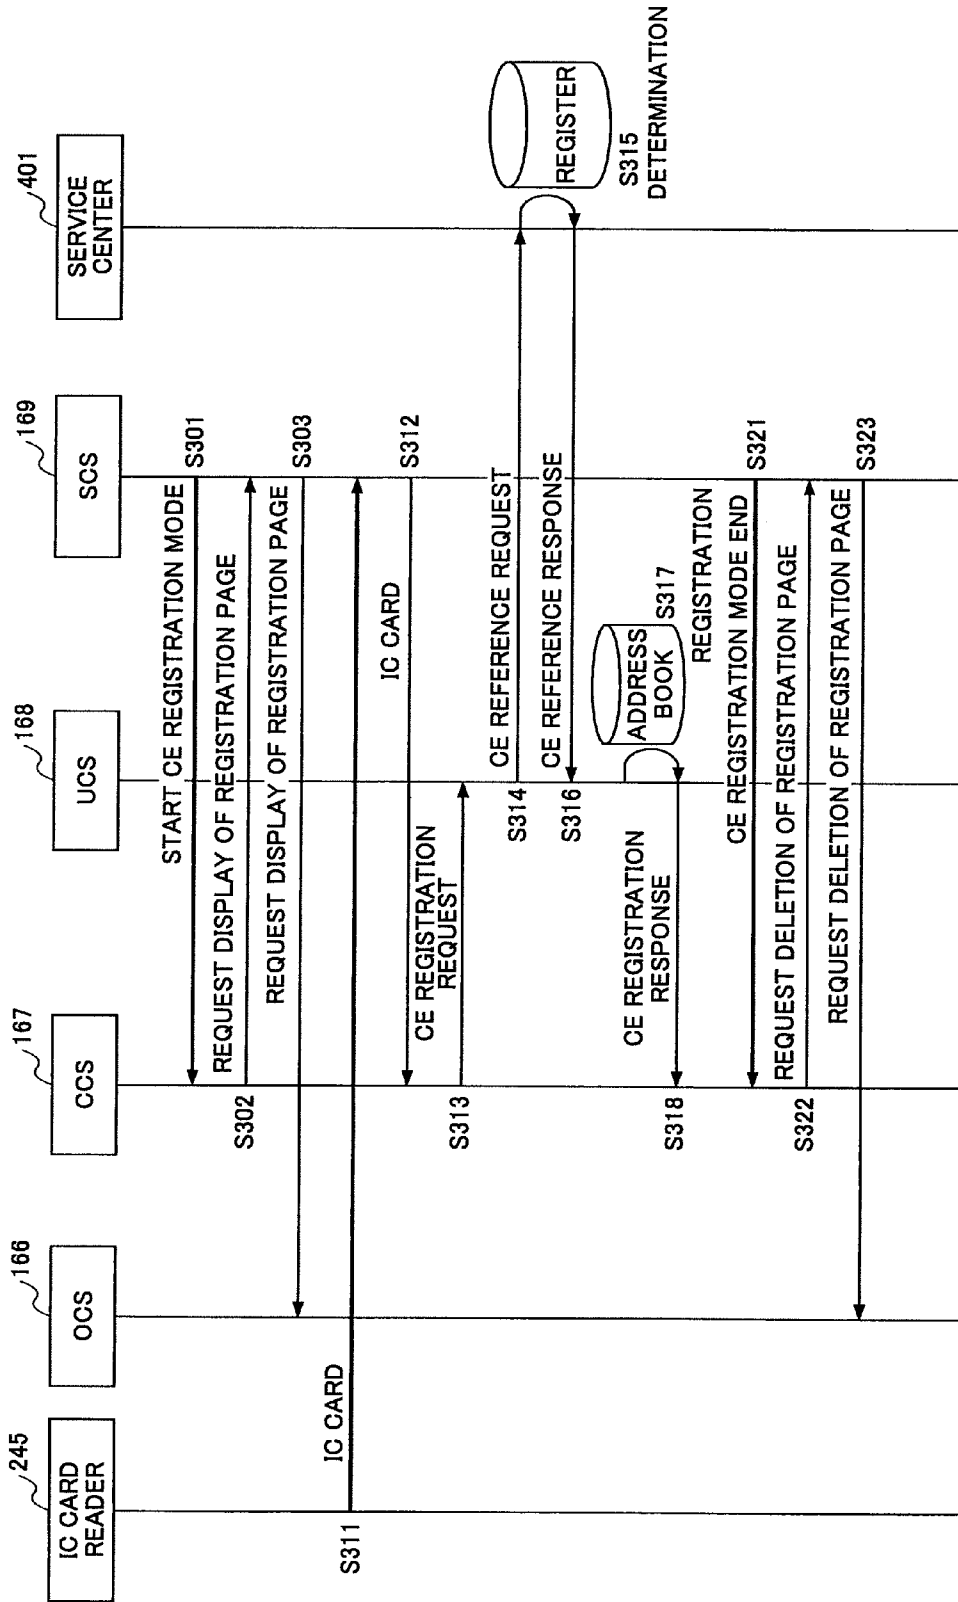 245
IC CARD
READER
166
OCS
167
CCS
168
UCS
169
SCS
401
SERVICE
CENTER
START CE REGISTRATION MODE
S301
S302
REQUEST DISPLAY OF REGISTRATION PAGE
REQUEST DISPLAY OF REGISTRATION PAGE
S303
S311
IC CARD
IC CARD
S312
S313
CE REGISTRATION
REQUEST
S314
CE REFERENCE REQUEST
REGISTER
S315
DETERMINATION
S316
CE REFERENCE RESPONSE
ADDRESS
BOOK
S317
REGISTRATION
CE REGISTRATION
RESPONSE
S318
CE REGISTRATION MODE END
S321
S322
REQUEST DELETION OF REGISTRATION PAGE
REQUEST DELETION OF REGISTRATION PAGE
S323